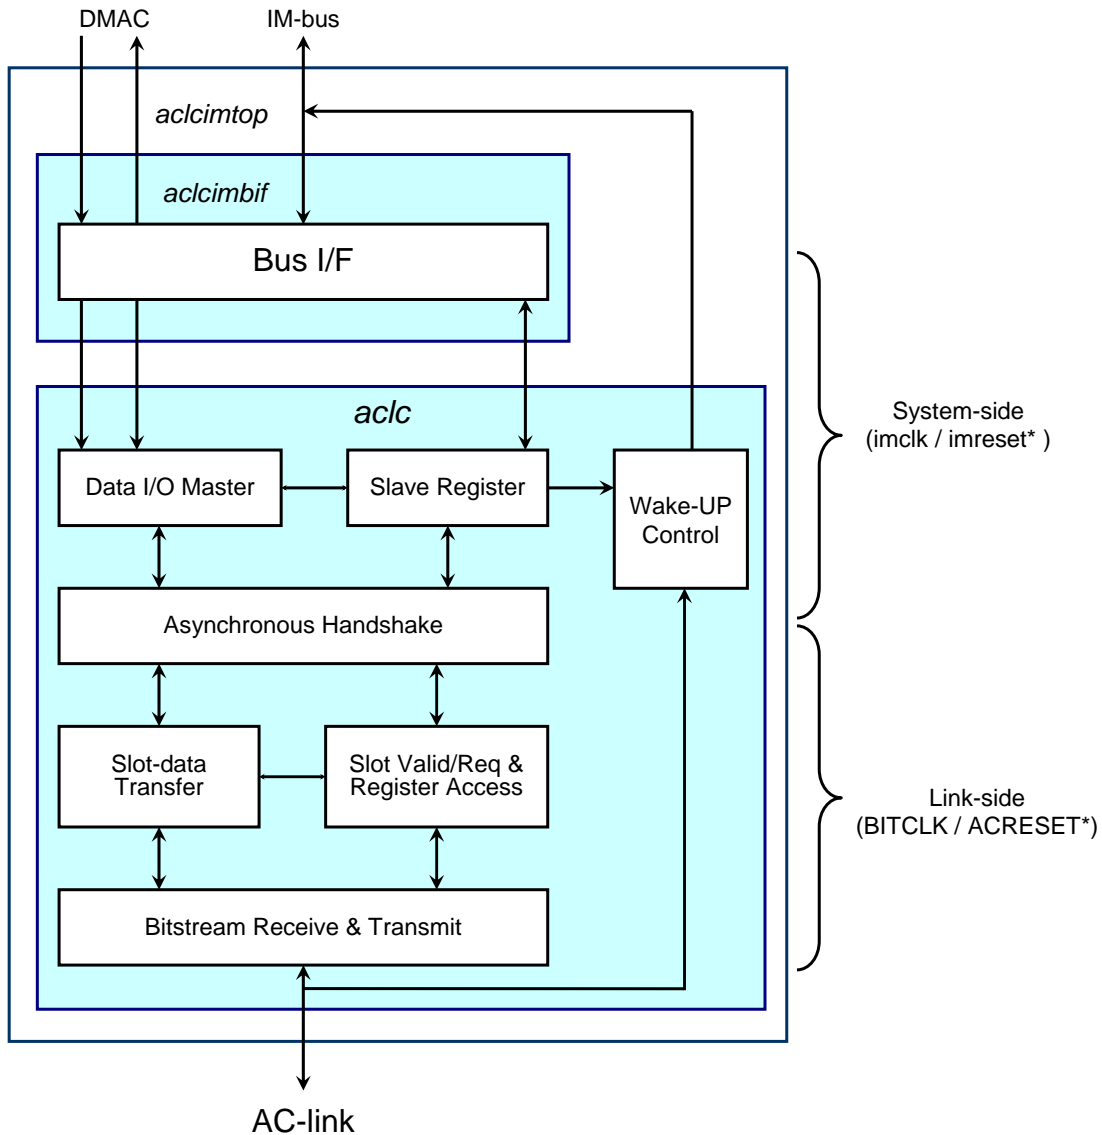 DMAC
IM-bus
aclcimtop
aclcimbif
Bus I/F
aclc
System-side
(imclk / imreset* )
Data I/O Master
Slave Register
Wake-UP
Control
Asynchronous Handshake
Slot-data
Transfer
Slot Valid/Req &
Register Access
Link-side
(BITCLK / ACRESET*)
Bitstream Receive & Transmit
AC-link